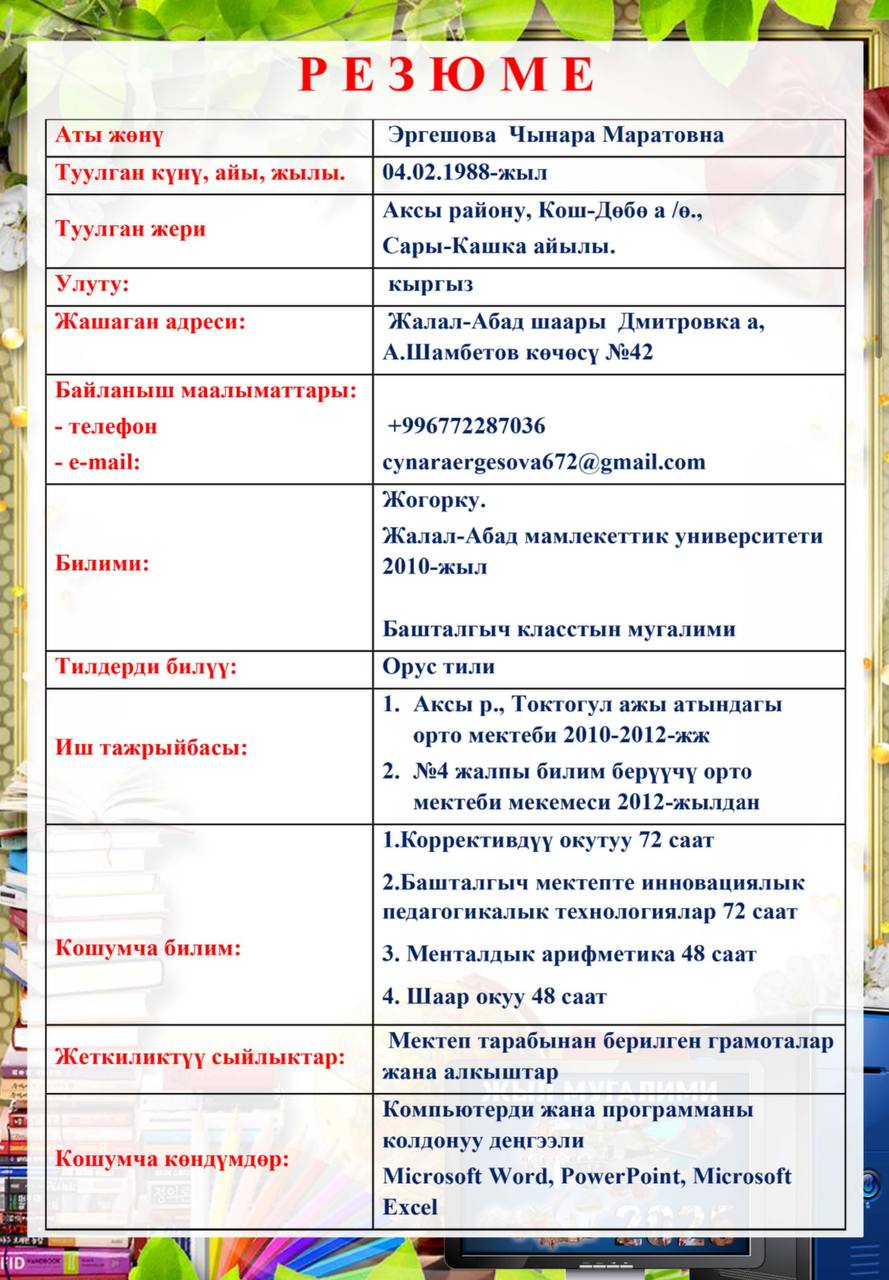 Р Е З Ю М Е
Аты жөнү
Эргешова Чынара Маратовна
Туулган күнү, айы, жылы.
04.02.1988-жыл
Туулган жери
Аксы району, Кош-Дөбө а /ө.,
Сары-Кашка айылы.
Улуту:
кыргыз
Жашаган адреси:
Жалал-Абад шаары Дмитровка а,
А.Шамбетов көчөсү №42
Байланыш маалыматтары:
- телефон
+996772287036
- e-mail:
cynaraergesova672@gmail.com
Билими:
Жогорку.
Жалал-Абад мамлекеттик университети
2010-жыл
Башталгыч класстын мугалими
Тилдерди билүү:
Орус тили
Иш тажрыйбасы:
1. Аксы р., Токтогул ажы атындагы
орто мектеби 2010-2012-жж
2. №4 жалпы билим берүүчү орто
мектеби мекемеси 2012-жылдан
Кошумча билим:
1.Коррективдүү окутуу 72 саат
2.Башталгыч мектепте инновациялык
педагогикалык технологиялар 72 саат
3. Менталдык арифметика 48 саат
4. Шаар окуу 48 саат
Жеткиликтүү сыйлыктар:
Мектеп тарабынан берилген грамоталар
жана алкыштар
ЖЫЛ МУГАЛИМИ
Кошумча көндүмдөр:
Компьютерди жана программаны
колдонуу деңгээли
Microsoft Word, PowerPoint, Microsoft
Excel
2025
HANDBOOK